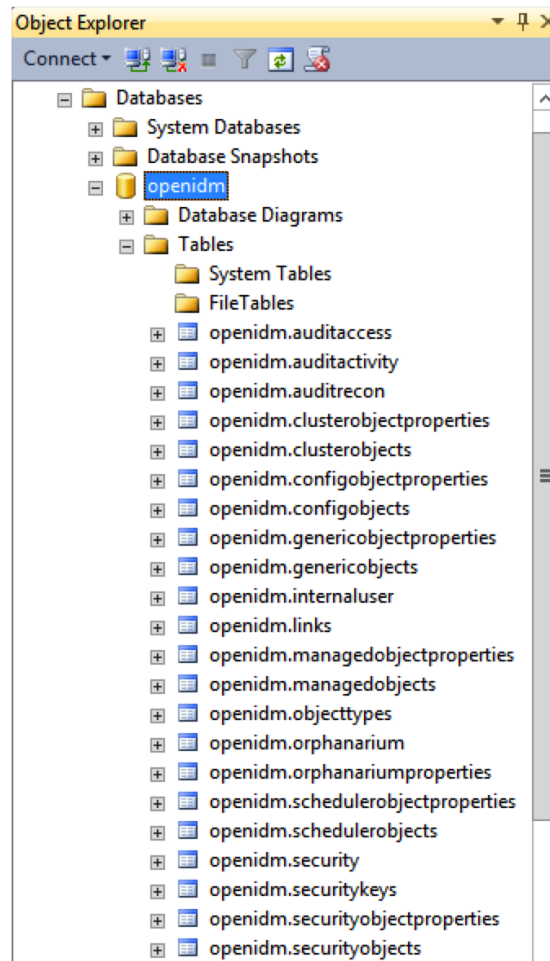 Object Explorer
Connect
Databases
System Databases
Database Snapshots
openidm
Database Diagrams
Tables
System Tables
FileTables
openidm.auditaccess
openidm.auditactivity
openidm.auditrecon
openidm.clusterobjectproperties
openidm.clusterobjects
openidm.configobjectproperties
openidm.configobjects
openidm.genericobjectproperties
openidm.genericobjects
openidm.internaluser
openidm.links
openidm.managedobjectproperties
openidm.managedobjects
openidm.objecttypes
openidm.orphanarium
openidm.orphanariumproperties
openidm.schedulerobjectproperties
openidm.schedulerobjects
openidm.security
openidm.securitykeys
openidm.securityobjectproperties
openidm.securityobjects